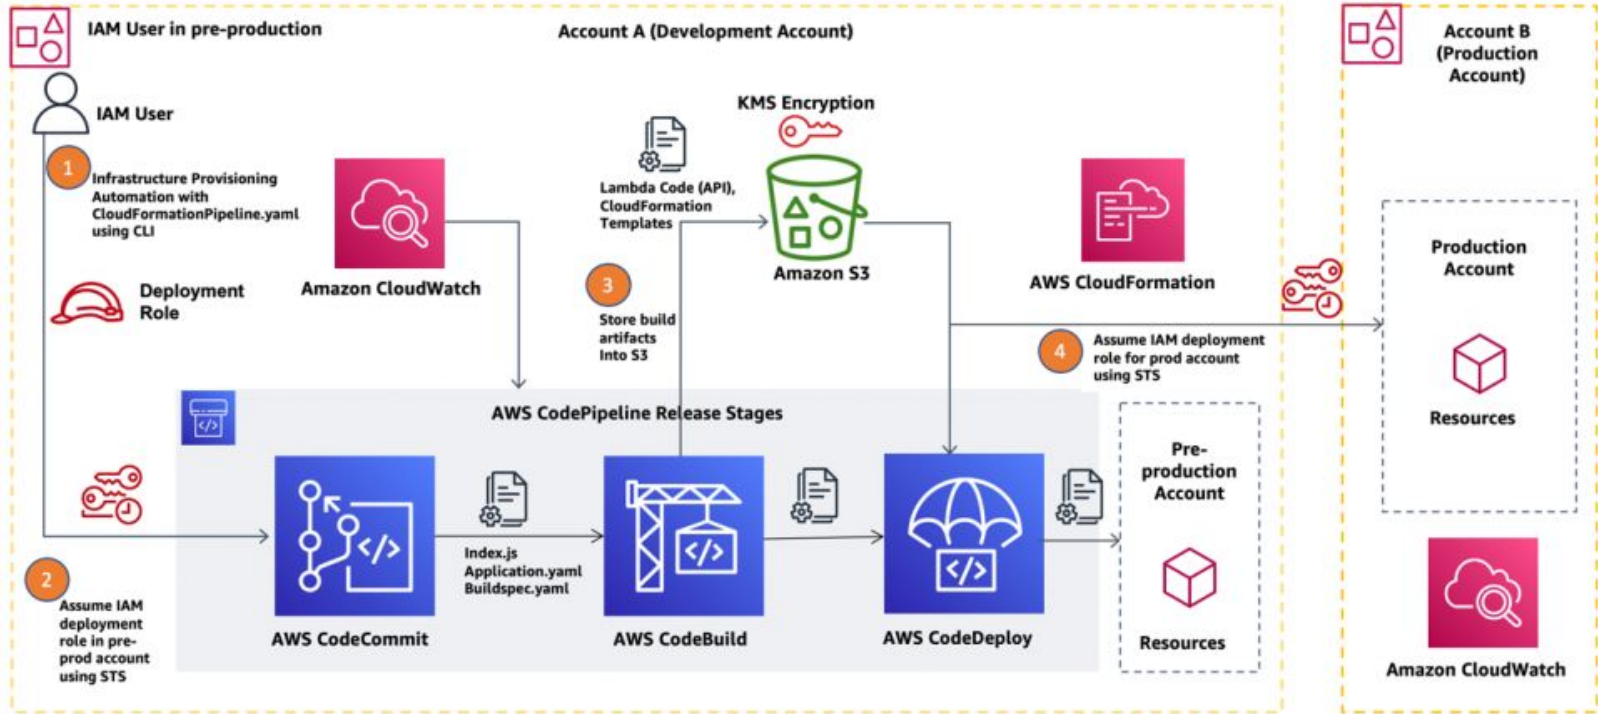 IAM User in pre-production
Account A (Development Account)
Account B
(Production
Account)
IAM User
1
Infrastructure Provisioning
Automation with
CloudFormationPipeline.yaml
using CLI
Deployment
Role
Amazon CloudWatch
KMS Encryption
Lambda Code (API),
CloudFormation
Templates
Amazon S3
3
Store build
artifacts
Into S3
AWS CloudFormation
4
Assume IAM deployment
role for prod account
using STS
Production
Account
Resources
AWS CodePipeline Release Stages
2
Assume IAM
deployment
role in pre-
prod account
using STS
AWS CodeCommit
Index.js
Application.yaml
Buildspec.yaml
AWS CodeBuild
AWS CodeDeploy
Pre-
production
Account
Resources
Amazon CloudWatch